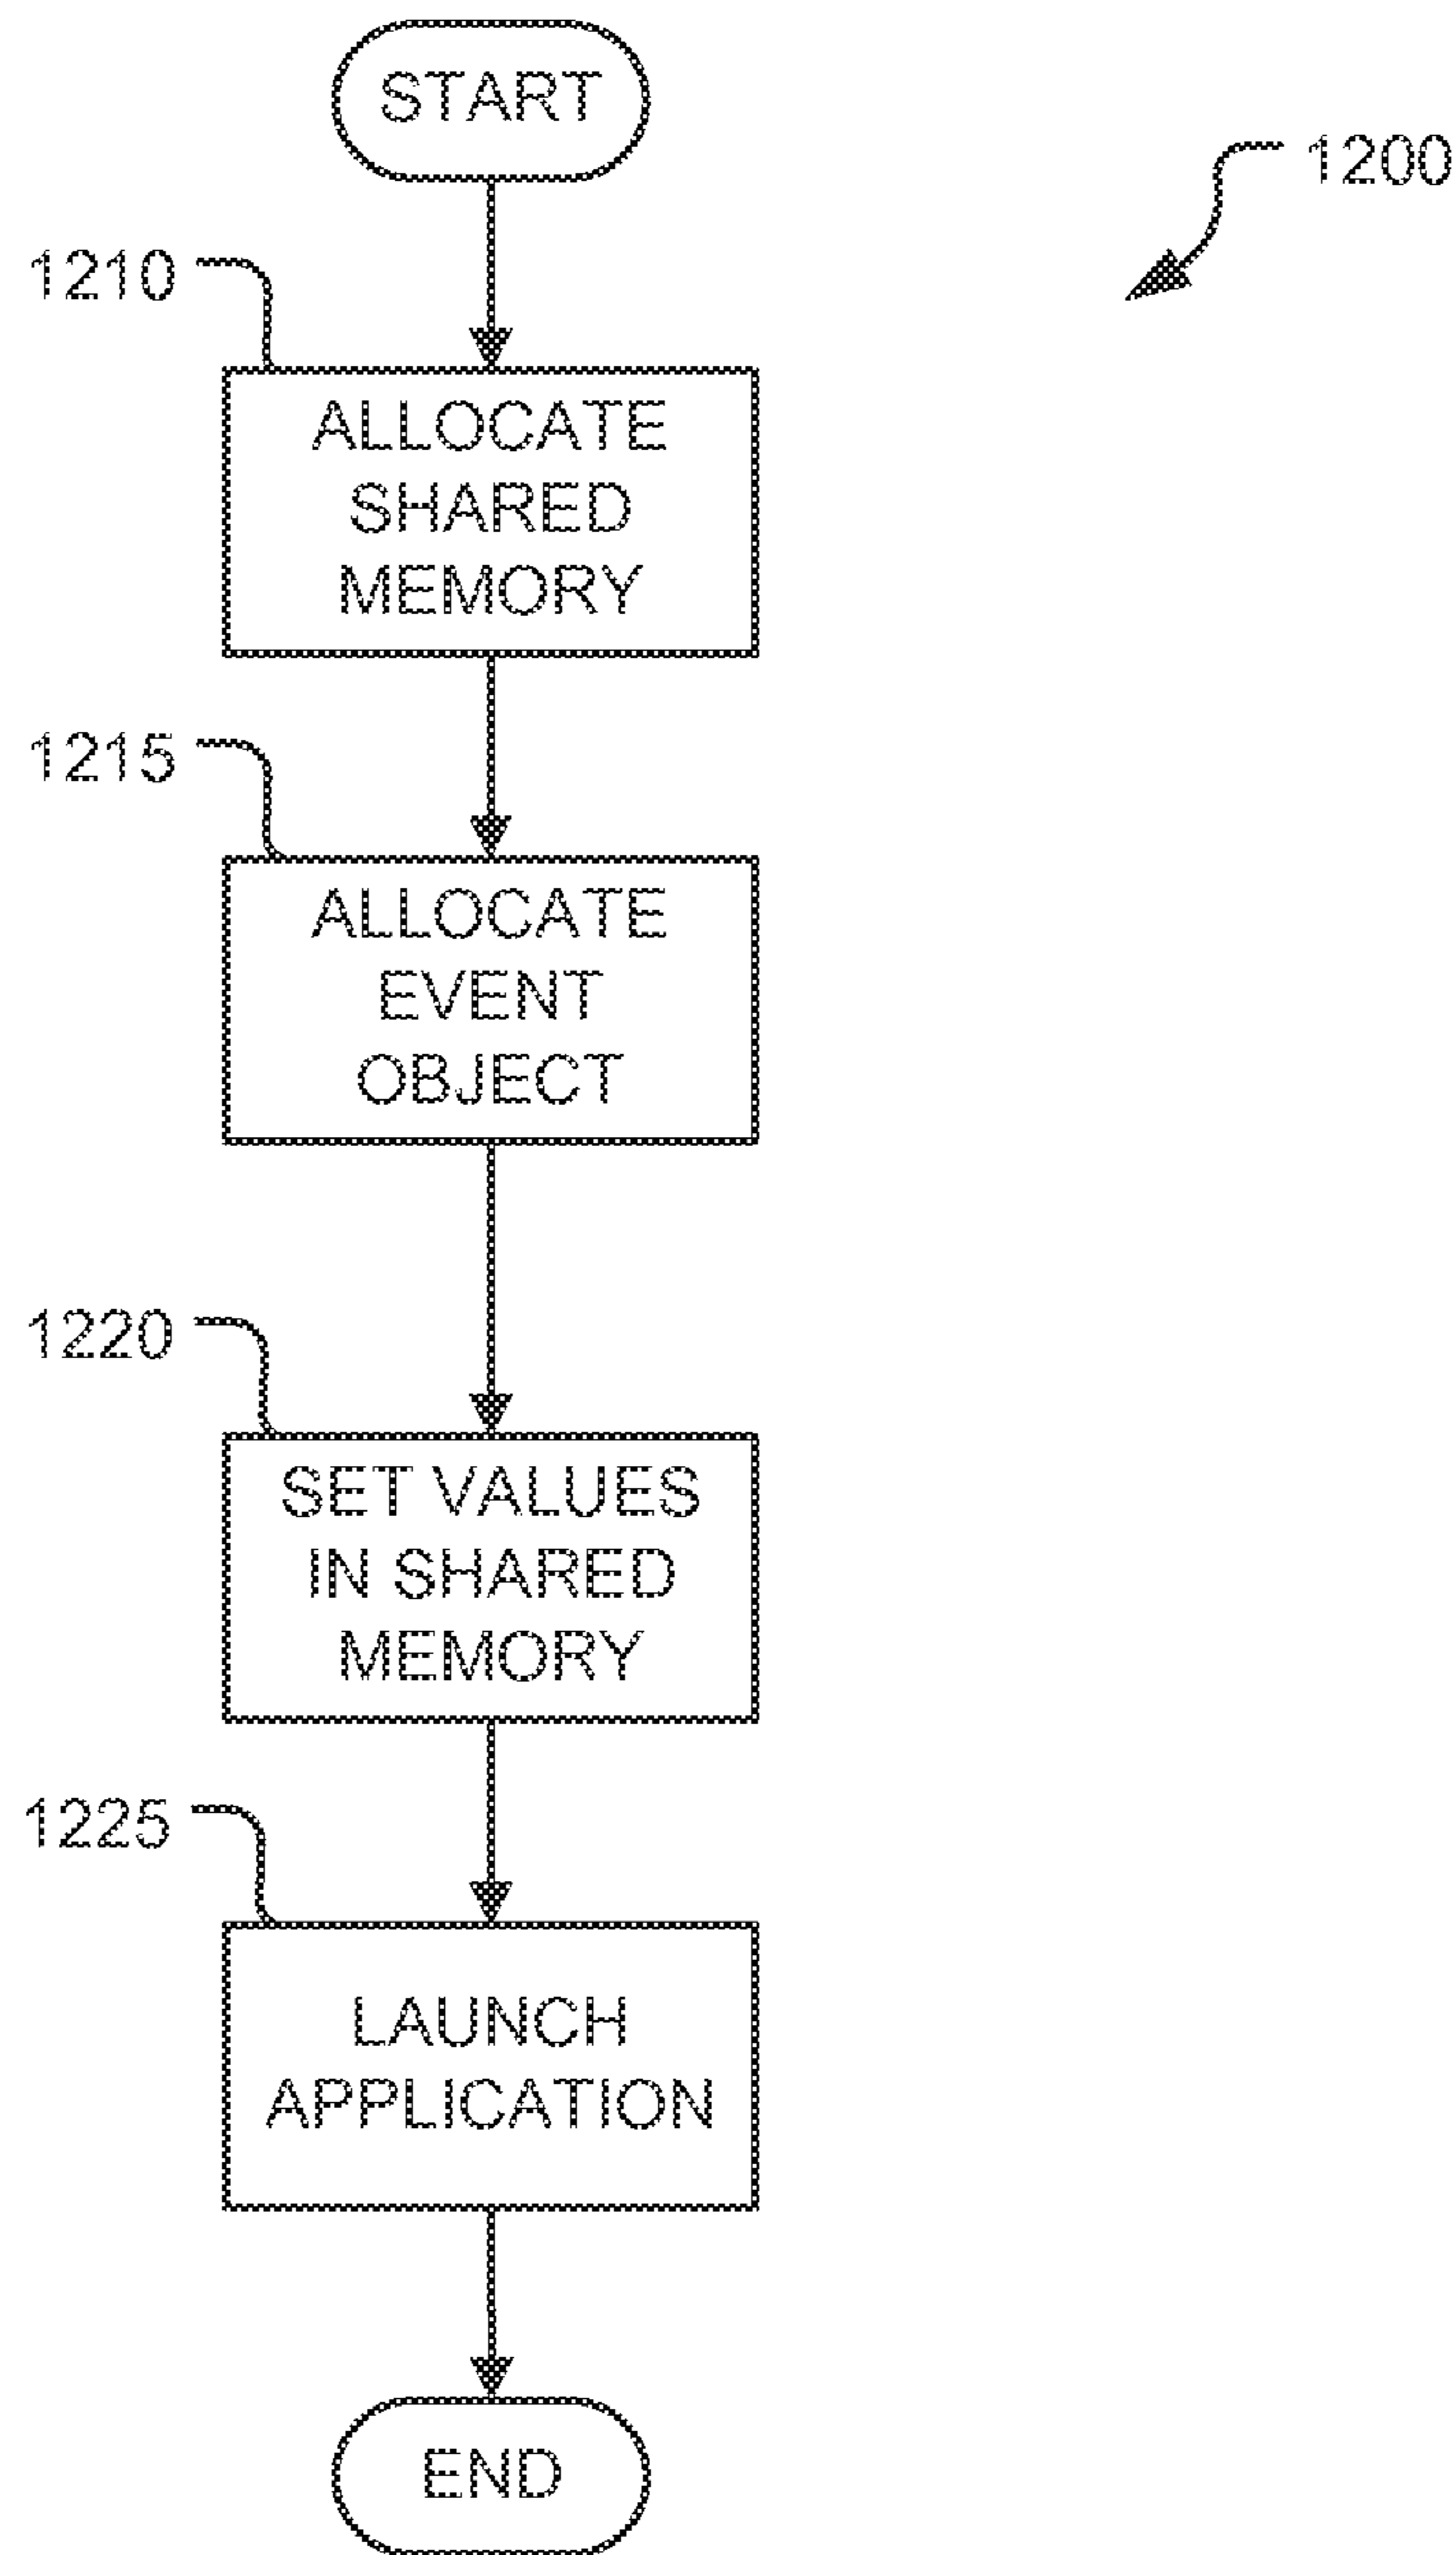 START
1200
1210
ALLOCATE
SHARED
MEMORY
1215
ALLOCATE
EVENT
OBJECT
1220
SET VALUES
IN SHARED
MEMORY
1225
LAUNCH
APPLICATION
END